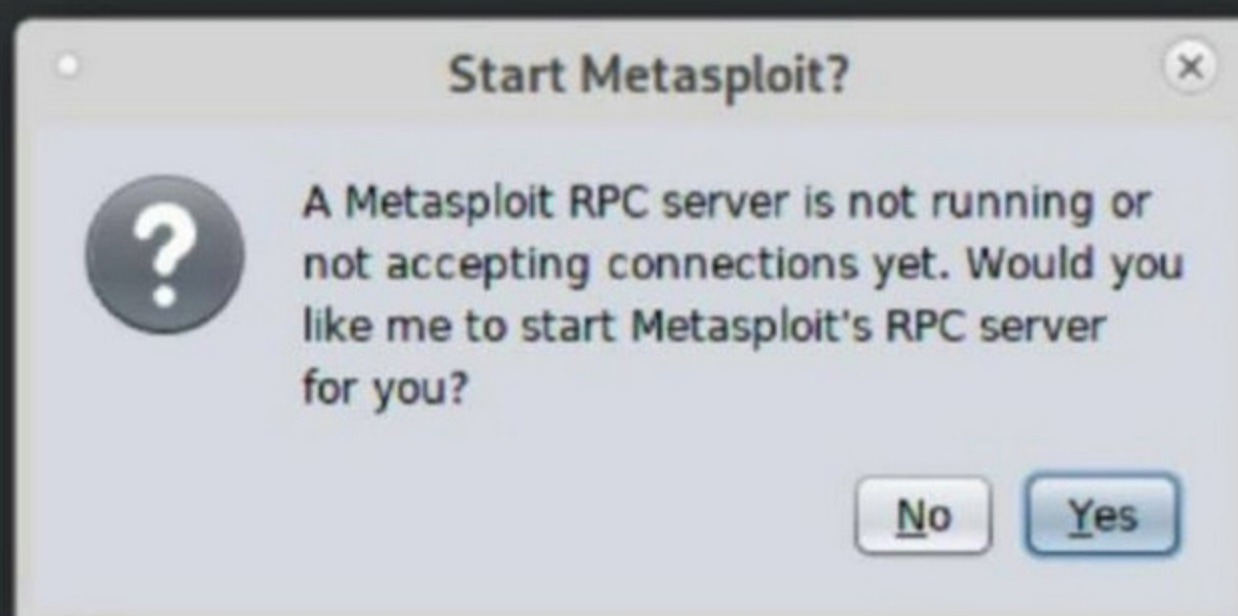 Start Metasploit?
A Metasploit RPC server is not running or
not accepting connections yet. Would you
like me to start Metasploit's RPC server
for you?
No
Yes